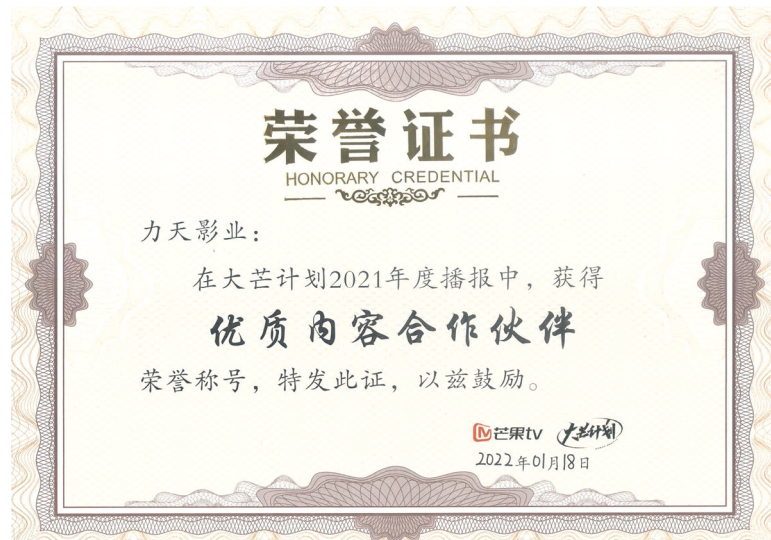 荣誉证书
HONORARY CREDENTIAL
力天影业：
在大芒计划2021年度播报中，获得
优质内容合作伙伴
荣誉称号，特发此证，以兹鼓励。
芒果tv 大芒计划
2022年01月18日